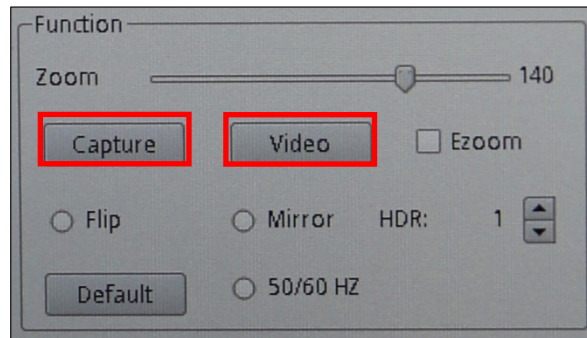 Function
Zoom 140
Capture Video Ezoom
Flip Mirror HDR: 1
Default 50/60 HZ